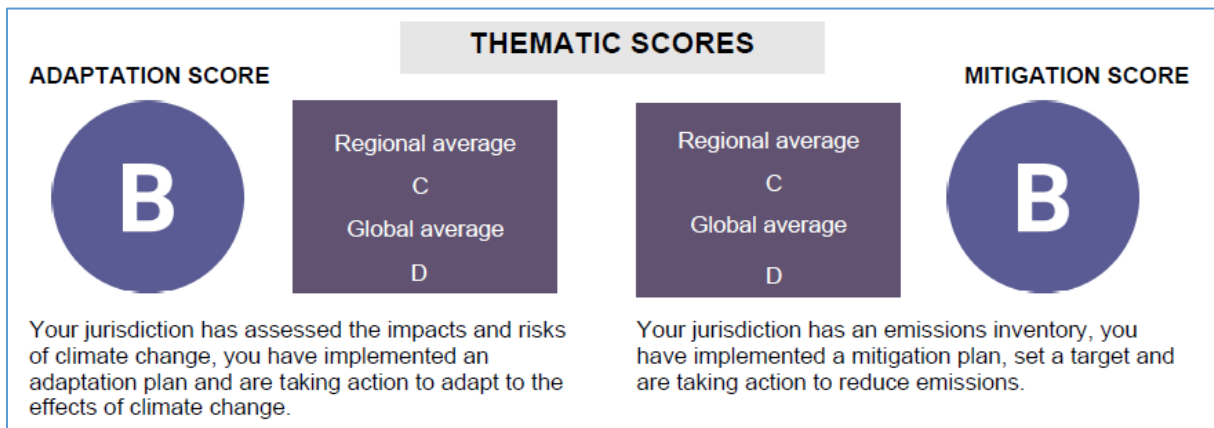 THEMATIC SCORES
ADAPTATION SCORE
B
Regional average
C
Global average
D
Your jurisdiction has assessed the impacts and risks
of climate change, you have implemented an
adaptation plan and are taking action to adapt to the
effects of climate change.
MITIGATION SCORE
Regional average
C
Global average
D
B
Your jurisdiction has an emissions inventory, you
have implemented a mitigation plan, set a target and
are taking action to reduce emissions.